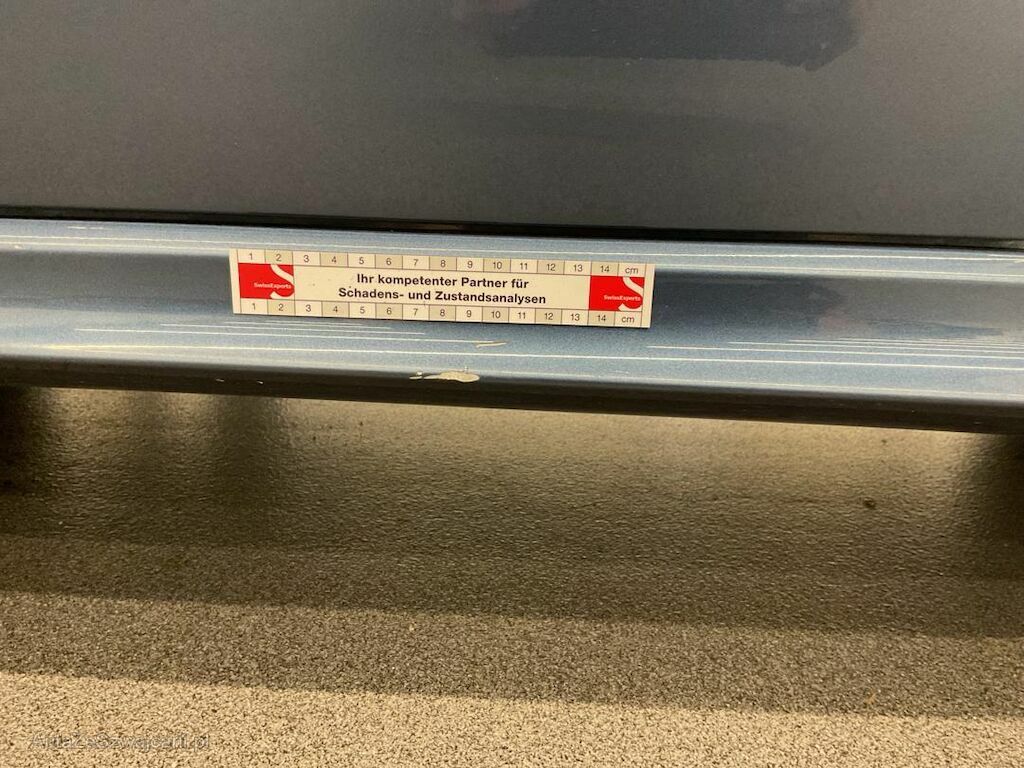 1 2 3 4 5 6 7 8 9 10 11 12 13 14 cm
SwissExperts
Ihr kompetenter Partner für
Schadens- und Zustandsanalysen
SwissExperts
1 2 3 4 5 6 7 8 9 10 11 12 13 14 cm
AutaZeSzwajcarii.pl